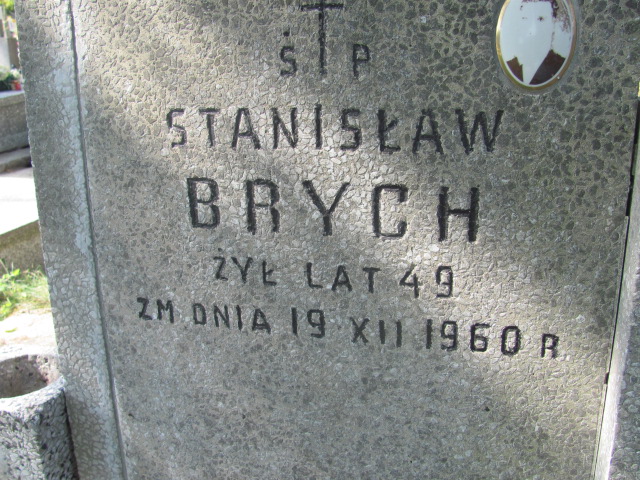 Ś P
STANISŁAW
BRYCH
ŻYŁ LAT 49
ZM DNIA 19 XII 1960 R